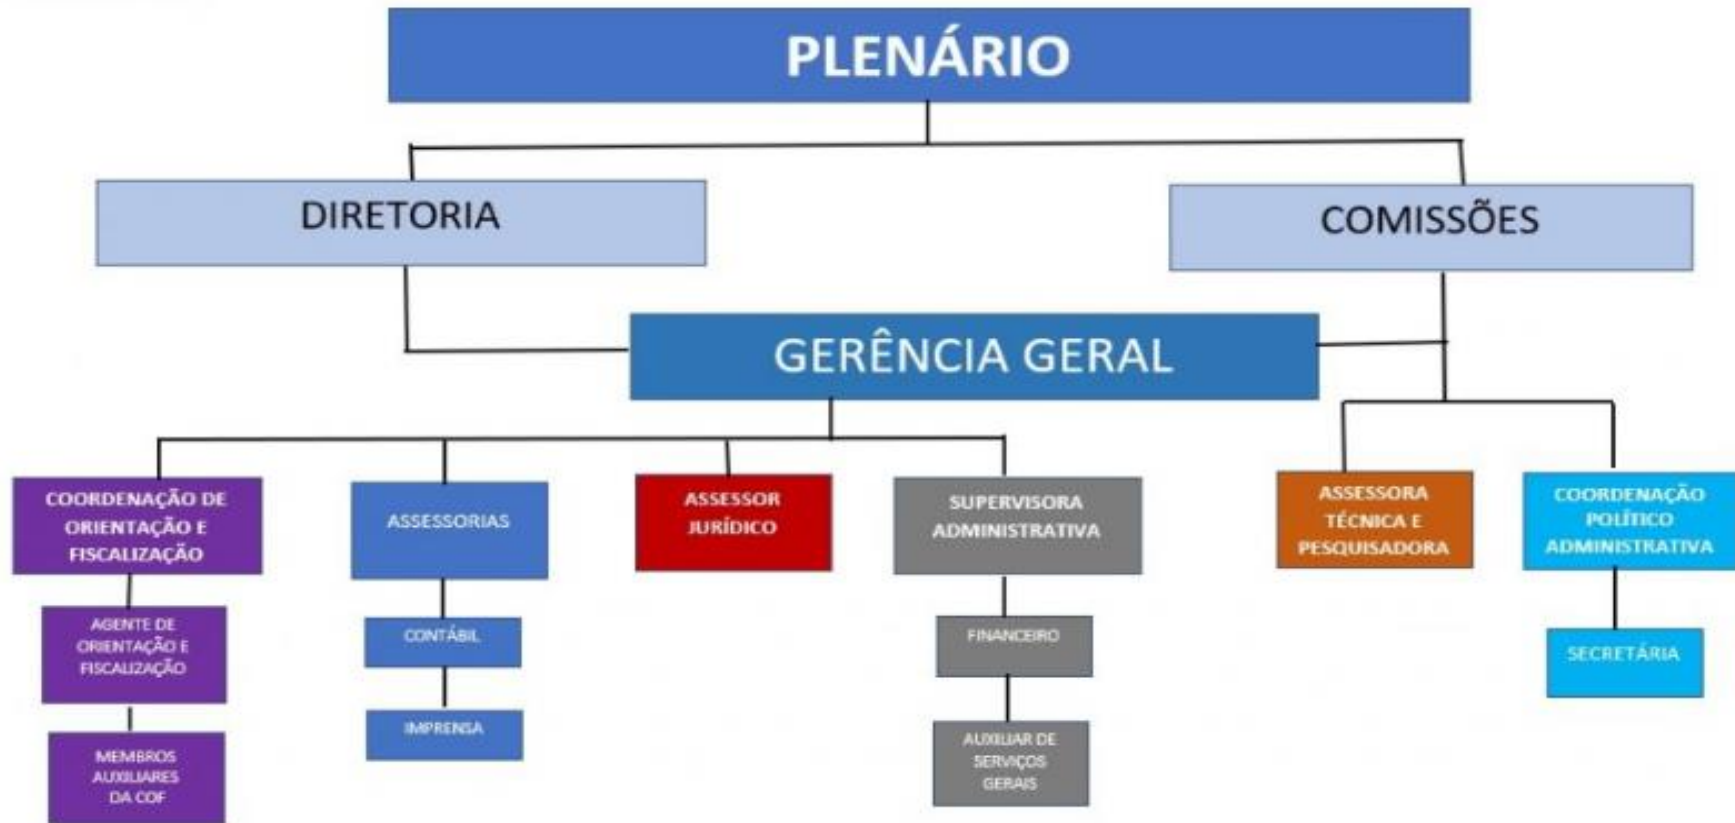 PLENÁRIO
DIRETORIA
COMISSÕES
GERÊNCIA GERAL
COORDENAÇÃO DE
ORIENTAÇÃO E
FISCALIZAÇÃO
ASSESSORIAS
ASSESSOR
JURÍDICO
SUPERVISORA
ADMINISTRATIVA
ASSESSORA
TÉCNICA E
PESQUISADORA
COORDENAÇÃO
POLÍTICO
ADMINISTRATIVA
AGENTE DE
ORIENTAÇÃO E
FISCALIZAÇÃO
CONTÁBIL
FINANCEIRO
SECRETÁRIA
MEMBROS
AUXILIARES
DA COF
IMPRENSA
AUXILIAR DE
SERVIÇOS
GERAIS